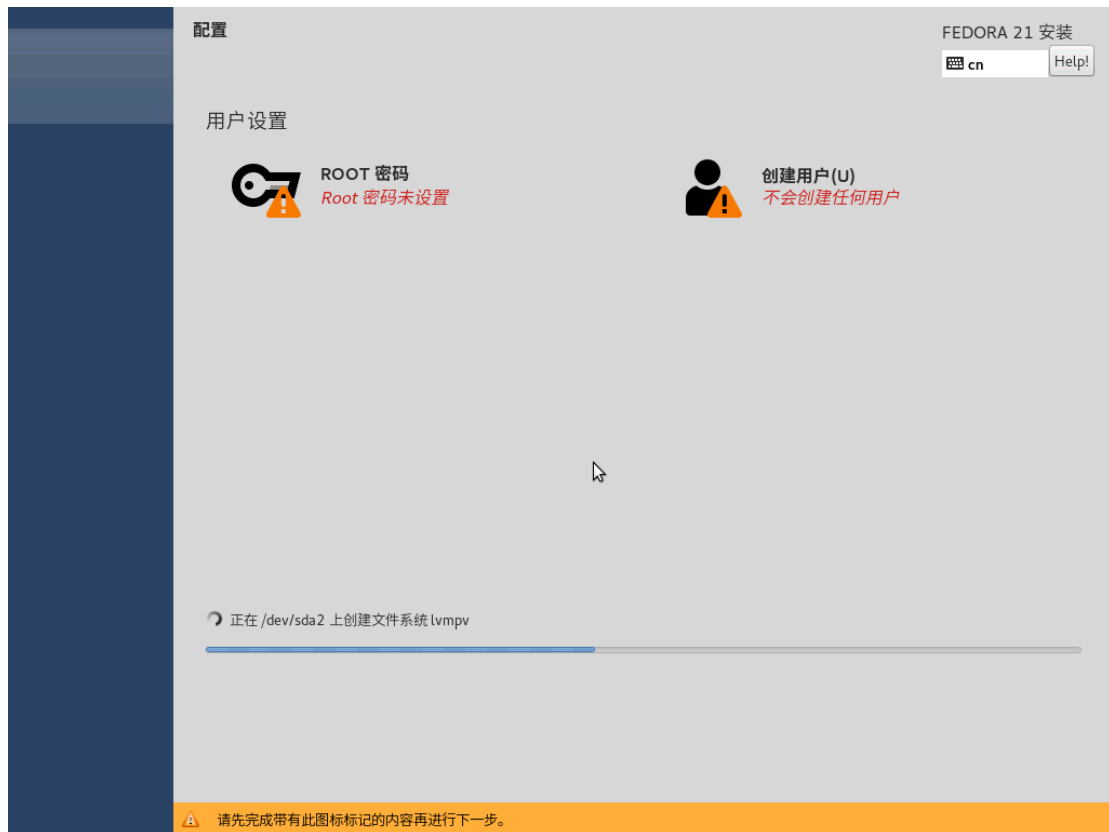 配置
FEDORA 21 安装
cn
Help!
用户设置
ROOT 密码
Root 密码未设置
创建用户(U)
不会创建任何用户
正在 /dev/sda2 上创建文件系统 lvmpv
请先完成带有此图标标记的内容再进行下一步。